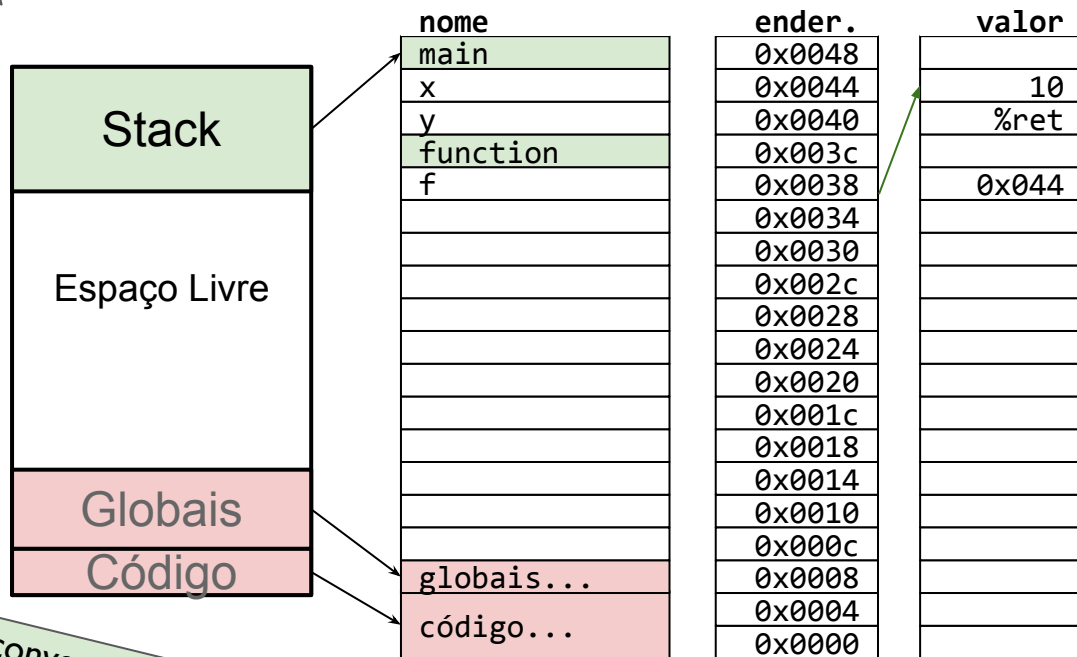 nome ender. valor
main 0x0048
x 0x0044 10
y 0x0040 %ret
function 0x003c
f 0x0038 0x044
0x0034
0x0030
0x002c
0x0028
0x0024
0x0020
0x001c
0x0018
0x0014
0x0010
0x000c
globais... 0x0008
código... 0x0004
0x0000
Stack
Espaço Livre
Globais
Código